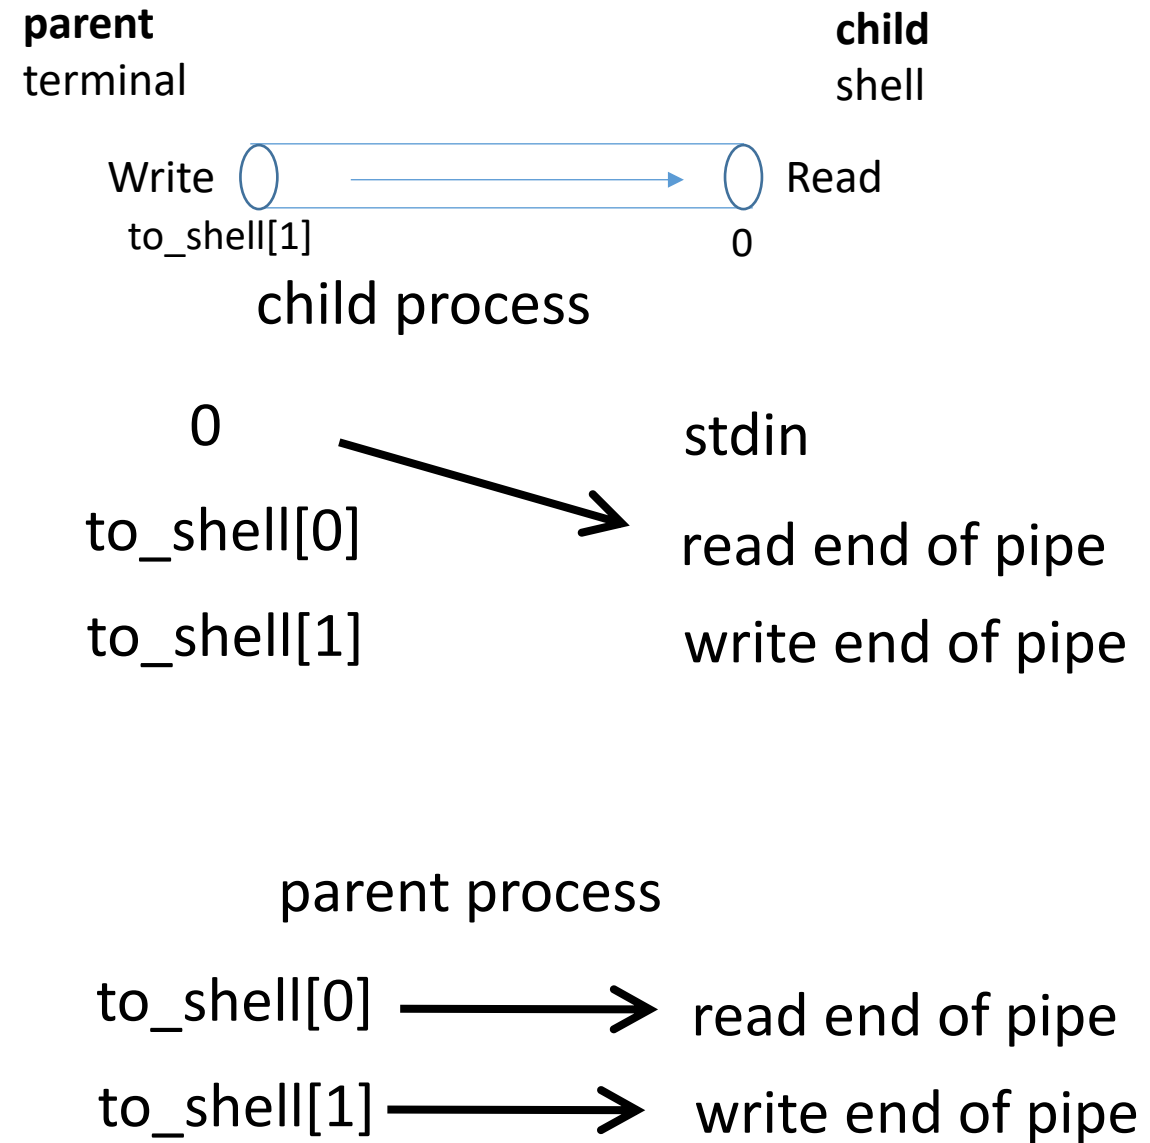 parent
terminal
child
shell
Write
Read
to_shell[1]
0
child process
0
stdin
to_shell[0]
read end of pipe
to_shell[1]
write end of pipe
parent process
to_shell[0]
read end of pipe
to_shell[1]
write end of pipe